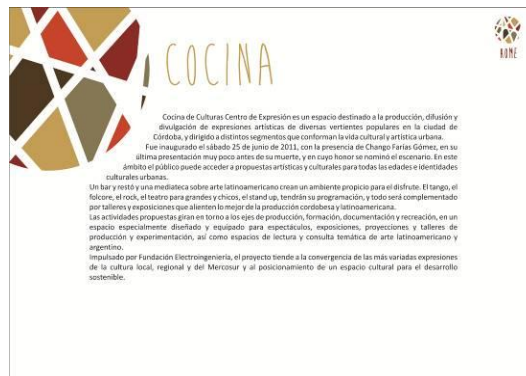 COCINA
HOME
Cocina de Culturas Centro de Expresión es un espacio destinado a la producción, difusión y
divulgación de expresiones artísticas de diversas vertientes populares en la ciudad de
Córdoba, y dirigido a distintos segmentos que conforman la vida cultural y artística urbana.
Fue inaugurado el sábado 25 de junio de 2011, con la presencia de Chango Farías Gómez, en su
última presentación muy poco antes de su muerte, y en cuyo honor se nominó el escenario. En este
ámbito el público puede acceder a propuestas artísticas y culturales para todas las edades e identidades
culturales urbanas.
Un bar y restó y una mediateca sobre arte latinoamericano crean un ambiente propicio para el disfrute. El tango, el
folcore, el rock, el teatro para grandes y chicos, el stand up, tendrán su programación, y todo será complementado
por talleres y exposiciones que alienten lo mejor de la producción cordobesa y latinoamericana.
Las actividades propuestas giran en torno a los ejes de producción, formación, documentación y recreación, en un
espacio especialmente diseñado y equipado para espectáculos, exposiciones, proyecciones y talleres de
producción y experimentación, así como espacios de lectura y consulta temática de arte latinoamericano y
argentino.
Impulsado por Fundación Electroingeniería, el proyecto tiende a la convergencia de las más variadas expresiones
de la cultura local, regional y del Mercosur y al posicionamiento de un espacio cultural para el desarrollo
sostenible.